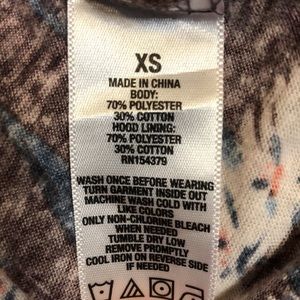 XS
MADE IN CHINA
BODY:
70% POLYESTER
30% COTTON
HOOD LINING:
70% POLYESTER
30% COTTON
RN154379
WASH ONCE BEFORE WEARING
TURN GARMENT INSIDE OUT
MACHINE WASH COLD WITH
LIKE COLORS
ONLY NON-CHLORINE BLEACH
WHEN NEEDED
TUMBLE DRY LOW
REMOVE PROMPTLY
COOL IRON ON REVERSE SIDE
IF NEEDED